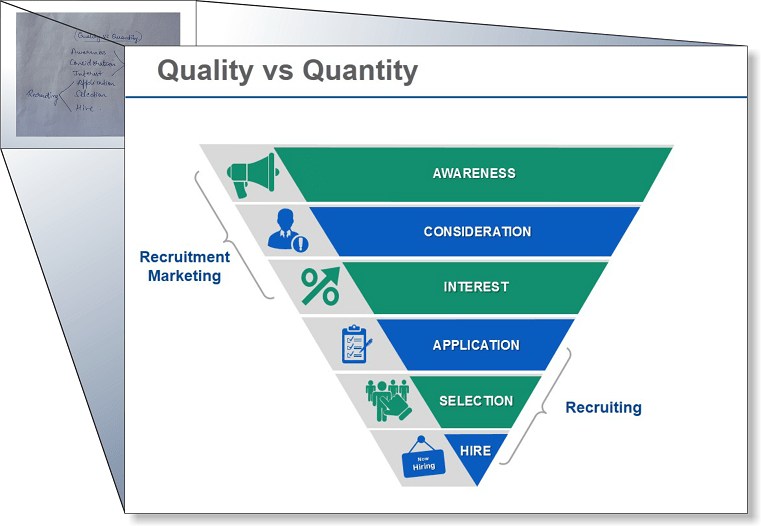 (Quality vs Quantity)
Awareness
Consideration
Interest
Application
Recruiting
Selection
Hire
Quality vs Quantity
AWARENESS
CONSIDERATION
Recruitment
Marketing
INTEREST
APPLICATION
SELECTION
Recruiting
HIRE
Now
Hiring